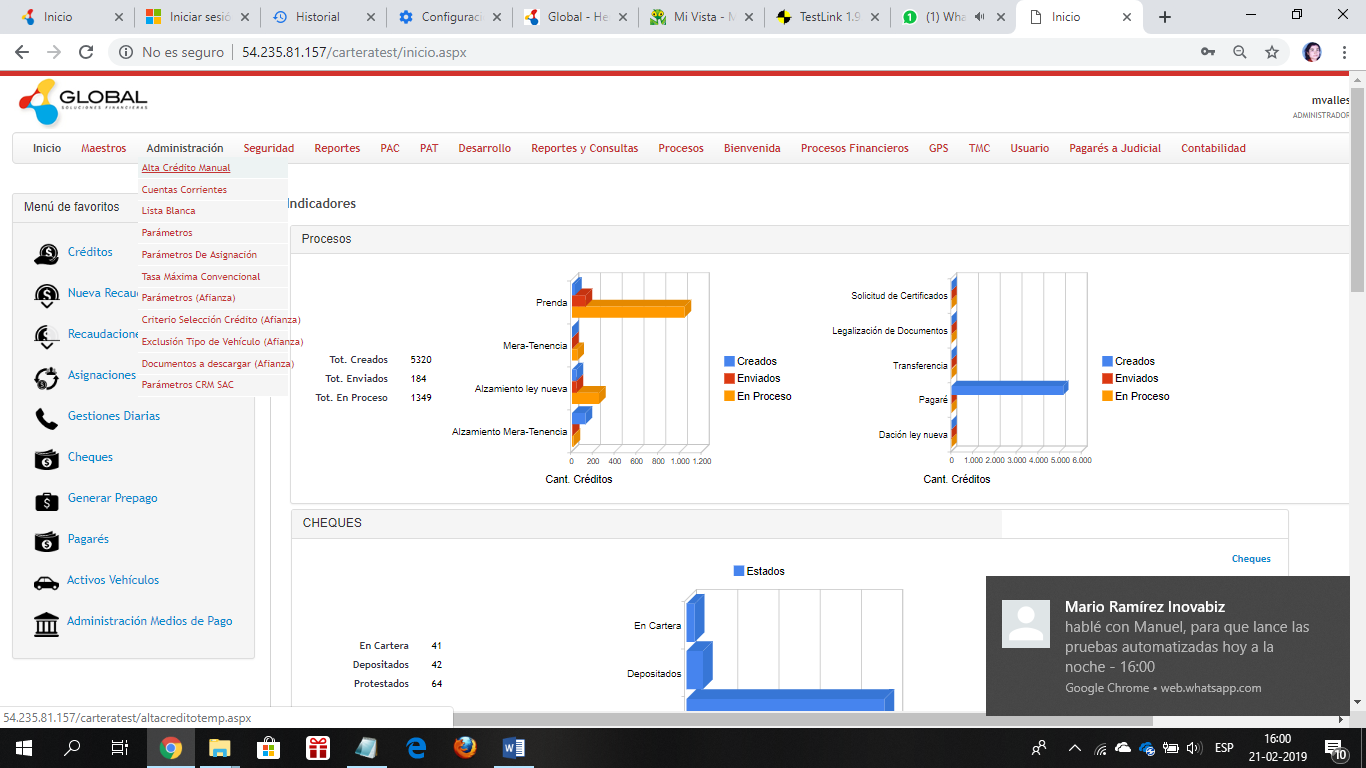 Inicio
Iniciar sesió
Historial
Configuraci
Global - He
Mi Vista - M
TestLink 1.9
(1) Wha
Inicio
No es seguro
54.235.81.157/carteratest/inicio.aspx
GLOBAL
SOLUCIONES FINANCIERAS
mvalles
ADMINISTRADOR
Inicio Maestros Administración Seguridad Reportes PAC PAT Desarrollo Reportes y Consultas Procesos Bienvenida Procesos Financieros GPS TMC Usuario Pagarés a Judicial Contabilidad
Alta Crédito Manual
Cuentas Corrientes
Lista Blanca
Parámetros
Parámetros De Asignación
Tasa Máxima Convencional
Parámetros (Afianza)
Criterio Selección Crédito (Afianza)
Exclusión Tipo de Vehículo (Afianza)
Documentos a descargar (Afianza)
Parámetros CRM SAC
Menú de favoritos
Créditos
Nueva Recau
Recaudacione
Asignaciones
Gestiones Diarias
Cheques
Generar Prepago
Pagarés
Activos Vehículos
Administración Medios de Pago
Indicadores
Procesos
Tot. Creados 5320
Tot. Enviados 184
Tot. En Proceso 1349
Prenda
Mera-Tenencia
Alzamiento ley nueva
Alzamiento Mera-Tenencia
0 200 400 600 800 1.000 1.200
Cant. Créditos
Creados
Enviados
En Proceso
Solicitud de Certificados
Legalización de Documentos
Transferencia
Pagaré
Dación ley nueva
0 1.000 2.000 3.000 4.000 5.000 6.000
Cant. Créditos
Creados
Enviados
En Proceso
CHEQUES
Cheques
Estados
En Cartera 41
Depositados 42
Protestados 64
En Cartera
Depositados
Mario Ramírez Inovabiz
hablé con Manuel, para que lance las
pruebas automatizadas hoy a la
noche - 16:00
Google Chrome • web.whatsapp.com
54.235.81.157/carteratest/altacreditotemp.aspx
ESP
16:00
21-02-2019
10